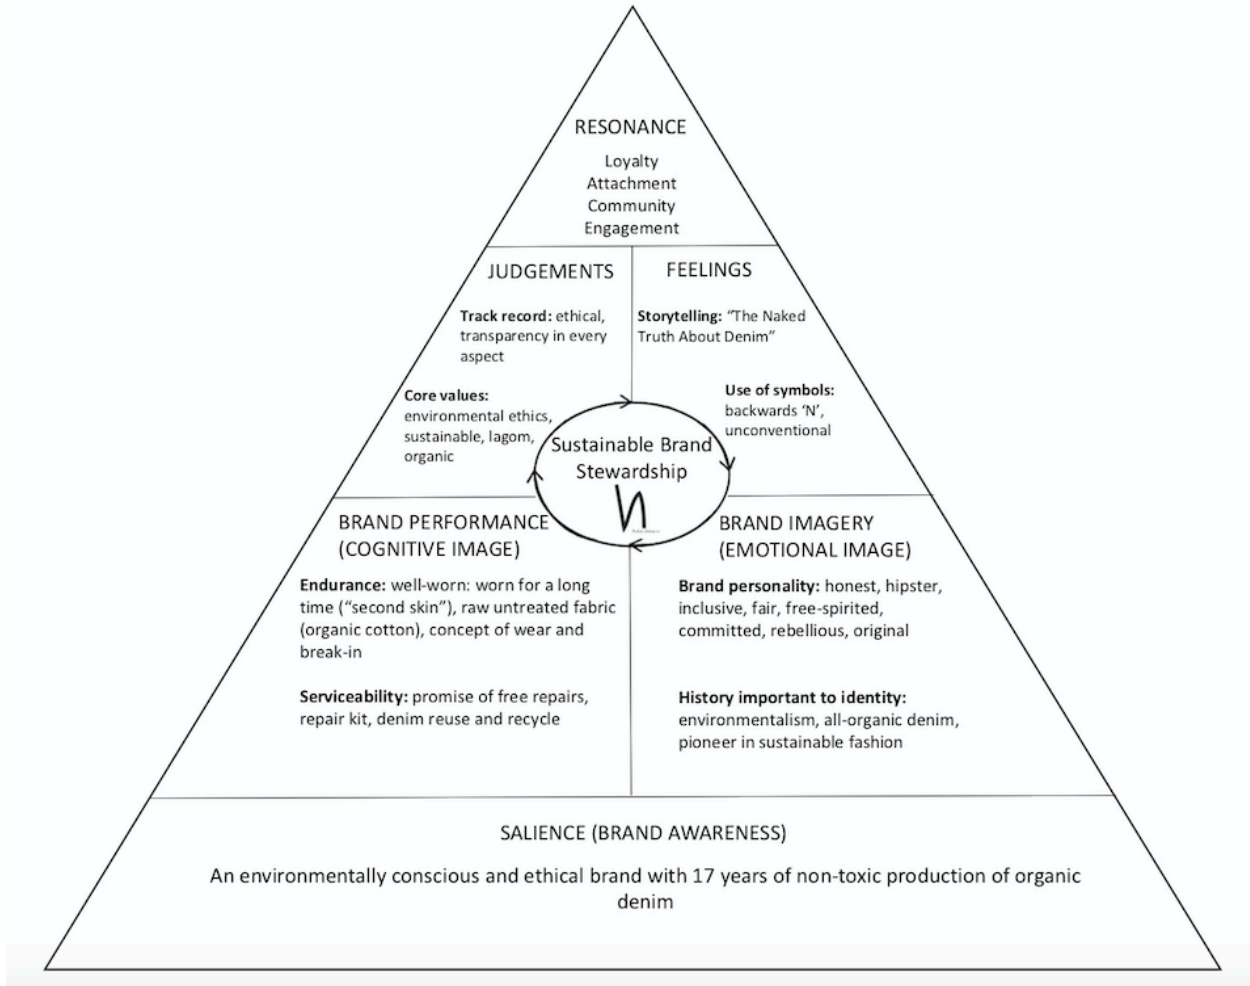 RESONANCE
Loyalty
Attachment
Community
Engagement
JUDGEMENTS
Track record: ethical,
transparency in every
aspect
Core values:
environmental ethics,
sustainable, lagom,
organic
FEELINGS
Storytelling: “The Naked
Truth About Denim”
Use of symbols:
backwards ‘N’,
unconventional
Sustainable Brand
Stewardship
BRAND PERFORMANCE
(COGNITIVE IMAGE)
Endurance: well-worn: worn for a long
time (“second skin”), raw untreated fabric
(organic cotton), concept of wear and
break-in
Serviceability: promise of free repairs,
repair kit, denim reuse and recycle
BRAND IMAGERY
(EMOTIONAL IMAGE)
Brand personality: honest, hipster,
inclusive, fair, free-spirited,
committed, rebellious, original
History important to identity:
environmentalism, all-organic denim,
pioneer in sustainable fashion
SALIENCE (BRAND AWARENESS)
An environmentally conscious and ethical brand with 17 years of non-toxic production of organic
denim